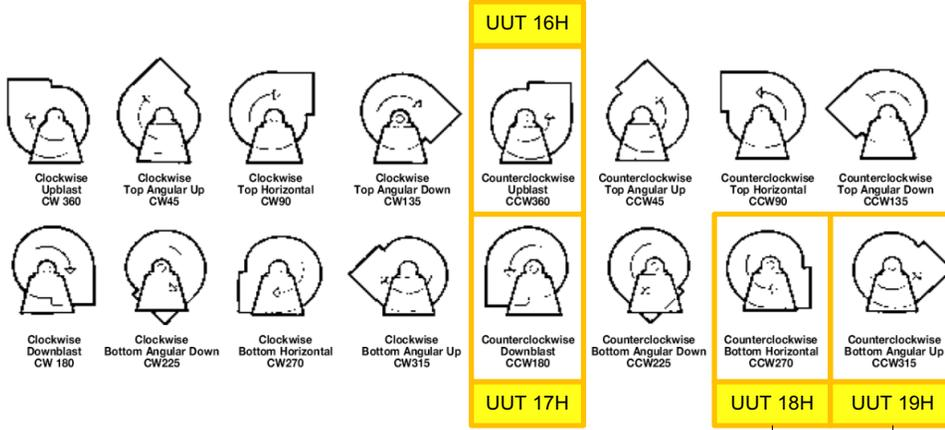 UUT 16H
Clockwise
Upblast
CW 360
Clockwise
Top Angular Up
CW45
Clockwise
Top Horizontal
CW90
Clockwise
Top Angular Down
CW135
Counterclockwise
Upblast
CCW360
Counterclockwise
Top Angular Up
CCW45
Counterclockwise
Top Horizontal
CCW90
Counterclockwise
Top Angular Down
CCW135
Clockwise
Downblast
CW 180
Clockwise
Bottom Angular Down
CW225
Clockwise
Bottom Horizontal
CW270
Clockwise
Bottom Angular Up
CW315
Counterclockwise
Downblast
CCW180
Counterclockwise
Bottom Angular Down
CCW225
Counterclockwise
Bottom Horizontal
CCW270
Counterclockwise
Bottom Angular Up
CCW315
UUT 17H
UUT 18H
UUT 19H